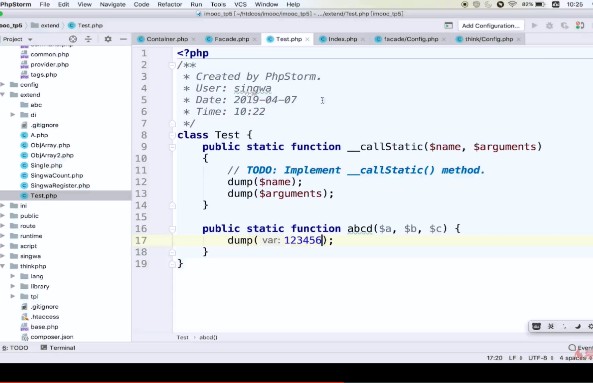 PhpStorm File Edit View Navigate Code Refactor Run Tools VCS Window Help 82% 10:25
imooc_tp5 [~/htdocs/imooc/imooc_tp5] - .../extend/Test.php [imooc_tp5]
extend Test.php Add Configuration...
Project Container.php Facade.php Test.php Index.php facade/Config.php think/Config.php
common.php
provider.php
tags.php
config
extend
abc
di
.gitignore
A.php
ObjArray.php
ObjArray2.php
Single.php
SingwaCount.php
SingwaRegister.php
Test.php
ini
public
route
runtime
script
singwa
thinkphp
lang
library
tpl
.gitignore
.htaccess
base.php
composer.json
1 <?php
2 /**
3 * Created by PhpStorm.
4 * User: singwa
5 * Date: 2019-04-07
6 * Time: 10:22
7 */
8 class Test {
9 public static function __callStatic($name, $arguments)
10 {
11 // TODO: Implement __callStatic() method.
12 dump($name);
13 dump($arguments);
14 }
15
16 public static function abcd($a, $b, $c) {
17 dump( var: 123456);
18 }
19 }
Test › abcd()
6: TODO Terminal Event
17:20 LF UTF-8 4 spaces